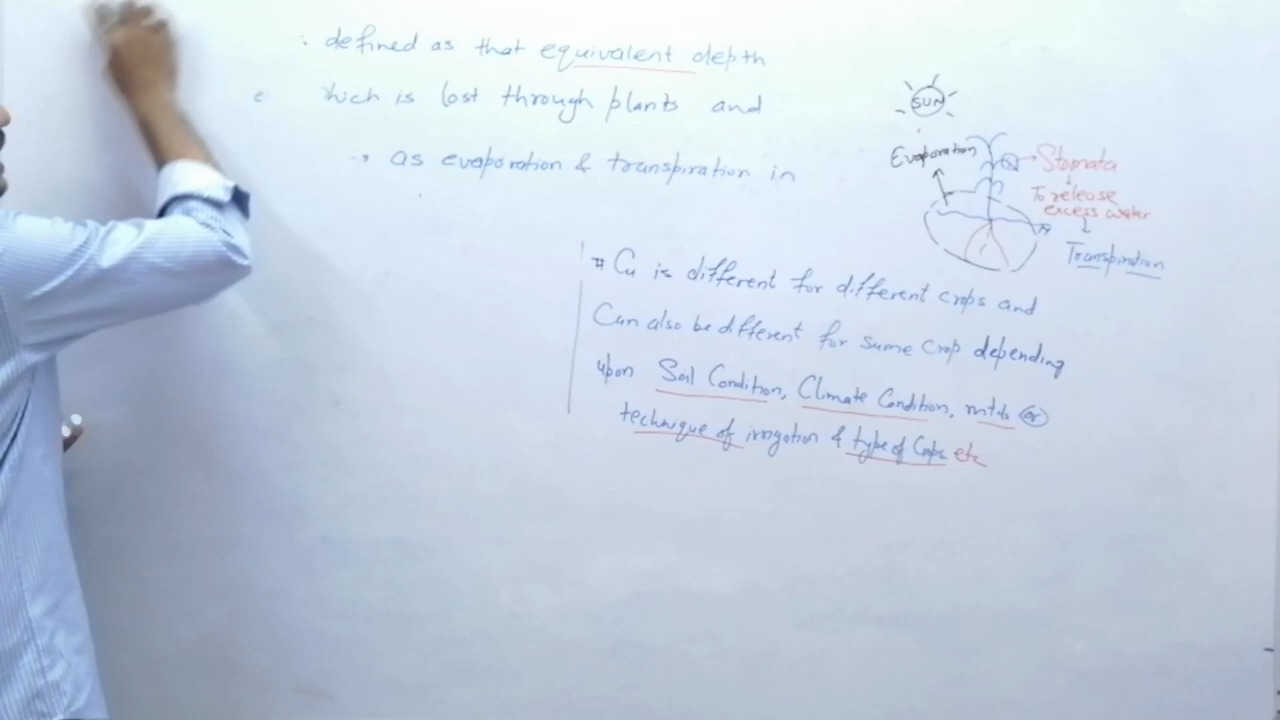 : defined as that equivalent depth
hich is lost through plants and
as evaporation & transpiration in
SUN
Evaporation
Stomata
To release
excess water
Transpiration
# Cu is different for different crops and
Can also be different for same crop depending
upon Soil Condition, Climate Condition, mtds or
technique of irrigation & type of Crops etc